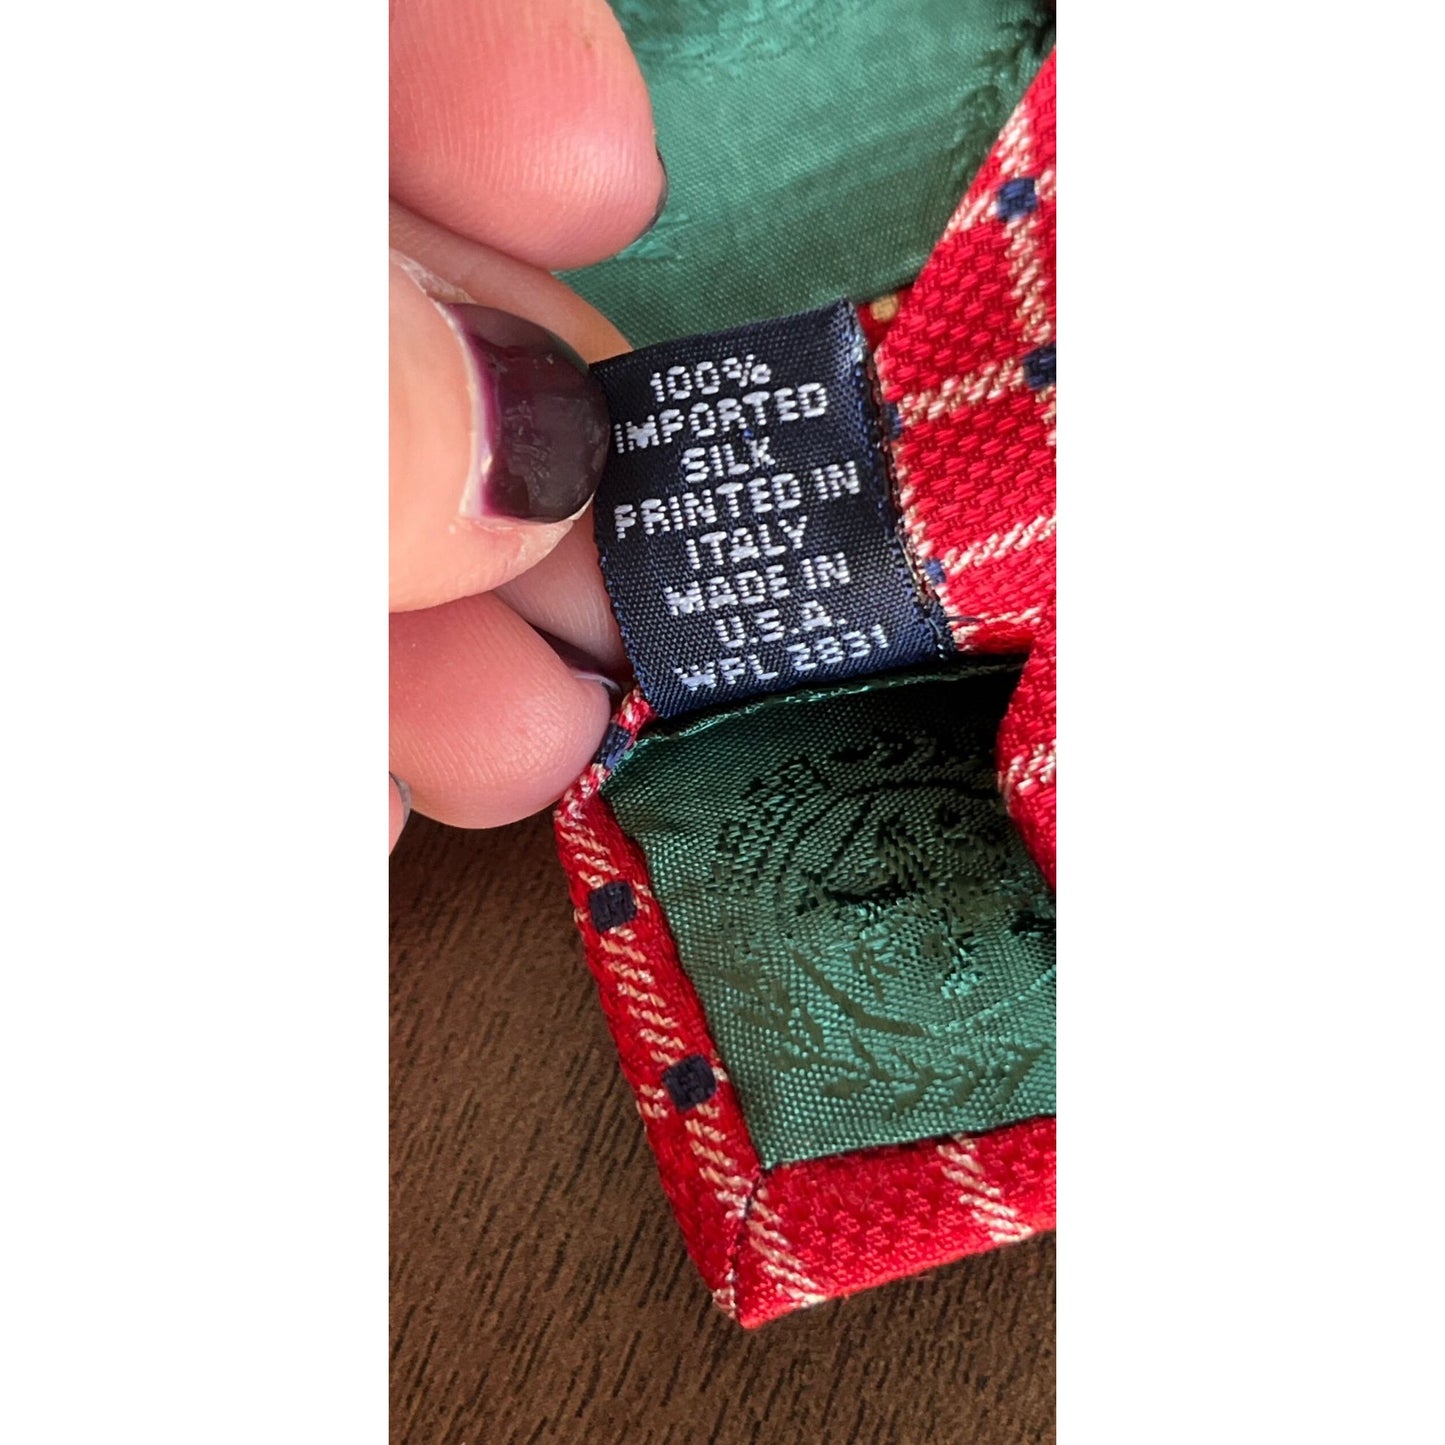 100%
IMPORTED
SILK
PRINTED IN
ITALY
MADE IN
U.S.A.
WPL 2831